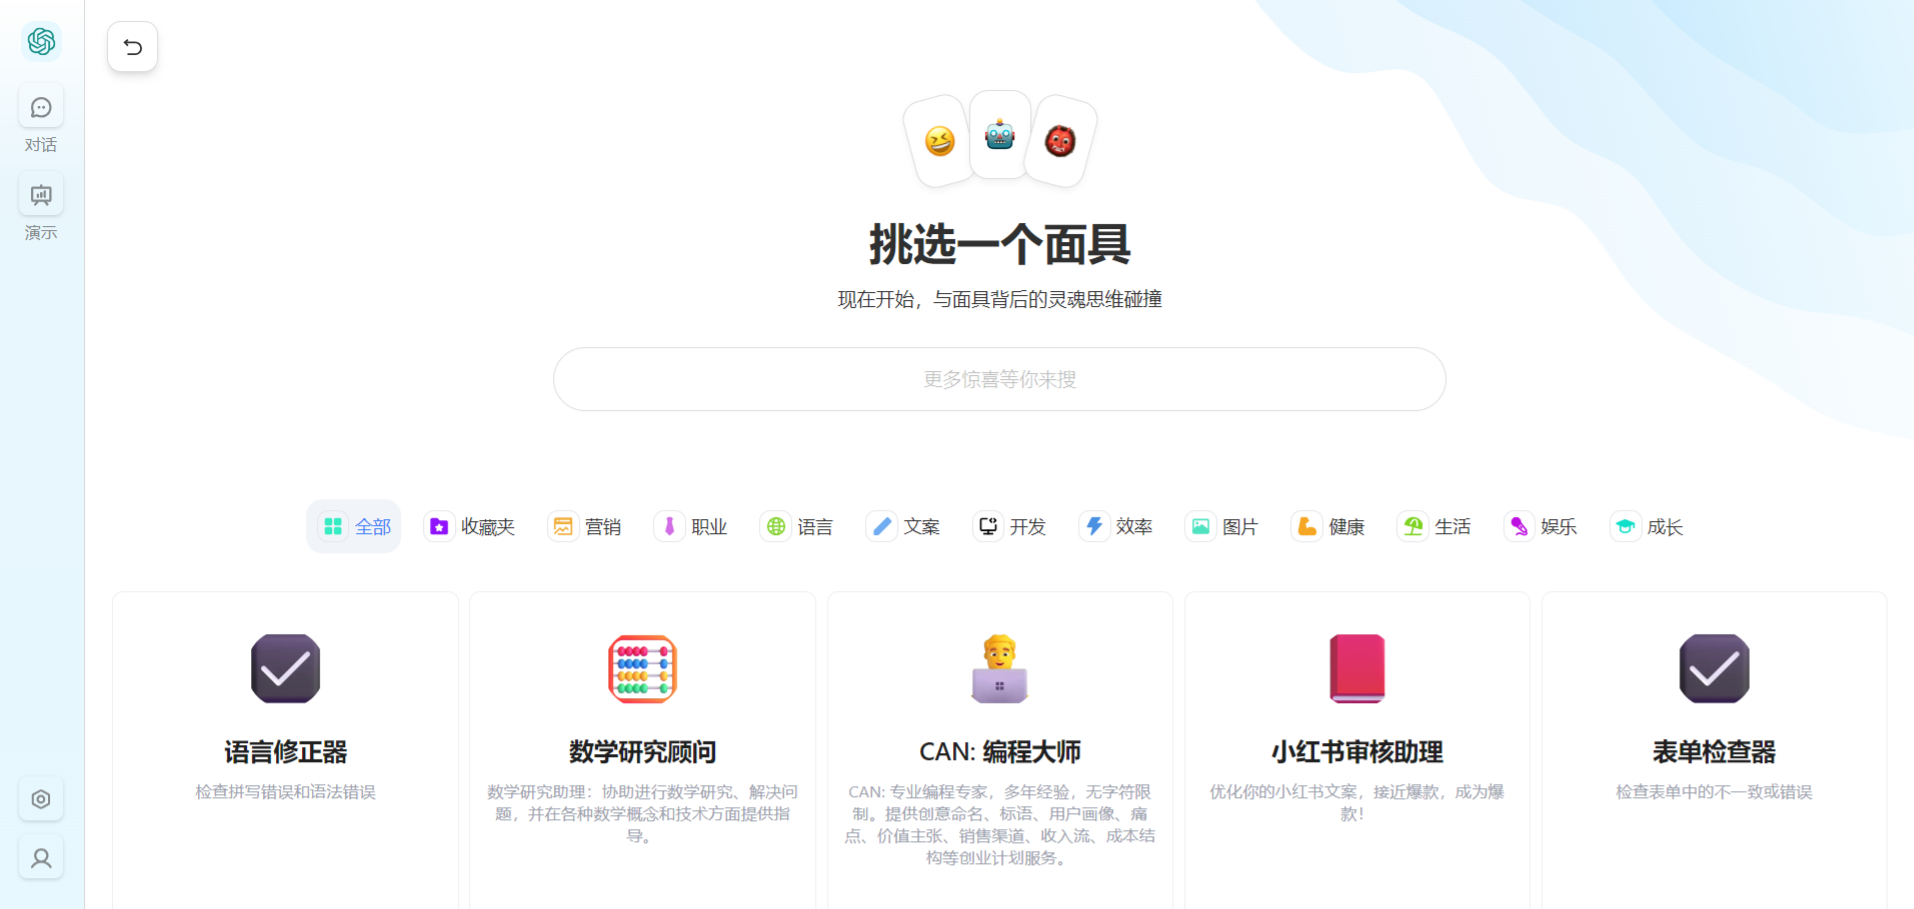 对话
演示
挑选一个面具
现在开始，与面具背后的灵魂思维碰撞
更多惊喜等你来搜
全部
收藏夹
营销
职业
语言
文案
开发
效率
图片
健康
生活
娱乐
成长
语言修正器
检查拼写错误和语法错误
数学研究顾问
数学研究助理：协助进行数学研究、解决问
题，并在各种数学概念和技术方面提供指
导。
CAN: 编程大师
CAN: 专业编程专家，多年经验，无字符限
制。提供创意命名、标语、用户画像、痛
点、价值主张、销售渠道、收入流、成本结
构等创业计划服务。
小红书审核助理
优化你的小红书文案，接近爆款，成为爆
款！
表单检查器
检查表单中的不一致或错误